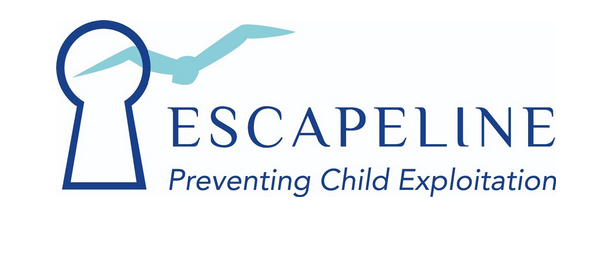 ESCAPELINE
Preventing Child Exploitation